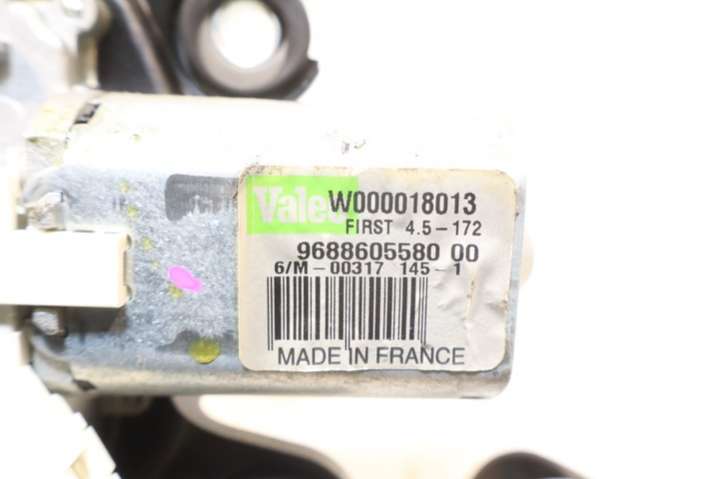 Valeo W000018013
FIRST 4.5-172
9688605580 00
6/M-00317 145-1
MADE IN FRANCE